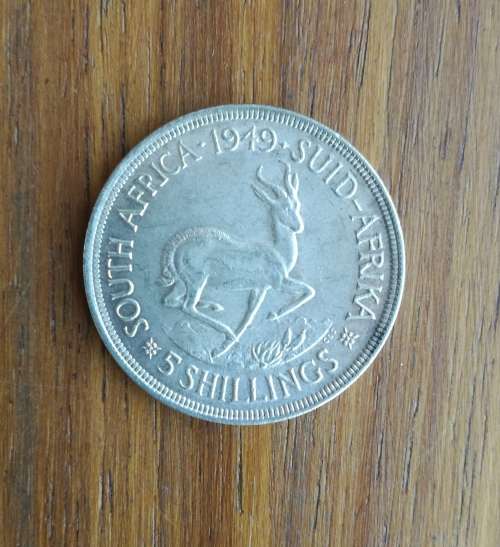 SOUTH AFRICA · 1949 · SUID-AFRIKA
5 SHILLINGS